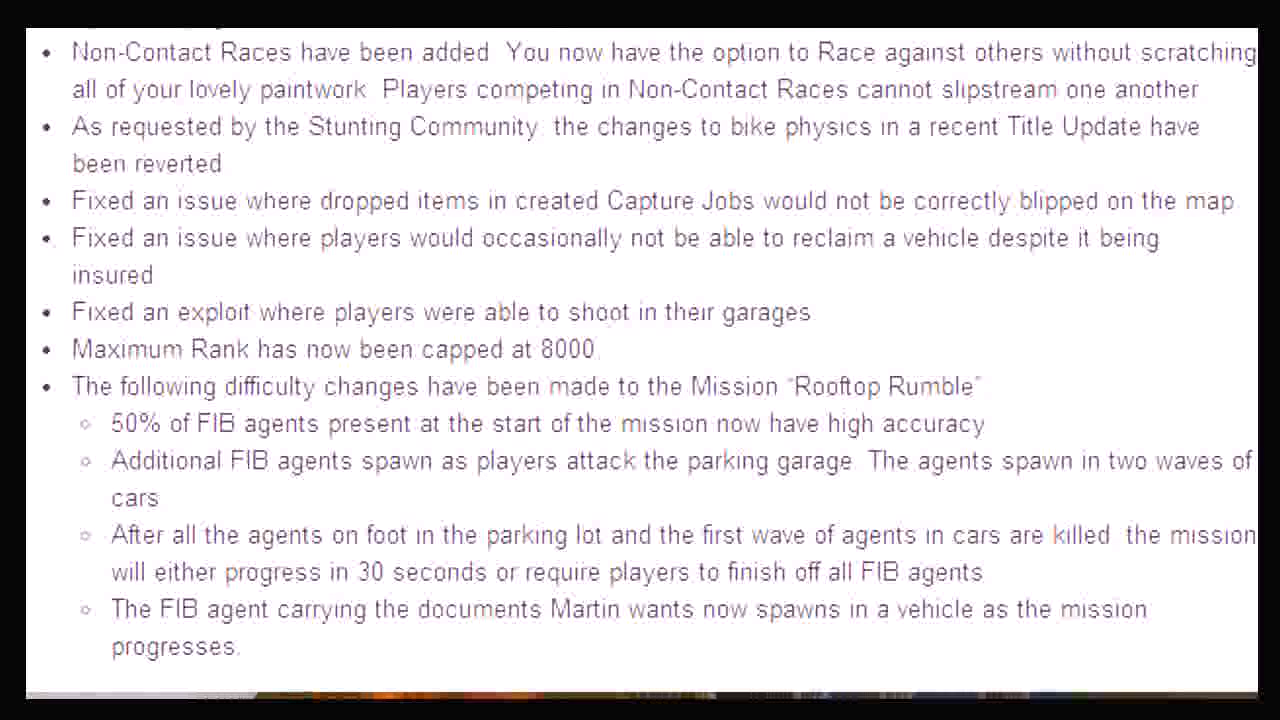 • Non-Contact Races have been added. You now have the option to Race against others without scratching
all of your lovely paintwork. Players competing in Non-Contact Races cannot slipstream one another.
• As requested by the Stunting Community, the changes to bike physics in a recent Title Update have
been reverted.
• Fixed an issue where dropped items in created Capture Jobs would not be correctly blipped on the map.
• Fixed an issue where players would occasionally not be able to reclaim a vehicle despite it being
insured.
• Fixed an exploit where players were able to shoot in their garages.
• Maximum Rank has now been capped at 8000.
• The following difficulty changes have been made to the Mission “Rooftop Rumble”
◦ 50% of FIB agents present at the start of the mission now have high accuracy.
◦ Additional FIB agents spawn as players attack the parking garage. The agents spawn in two waves of
cars.
◦ After all the agents on foot in the parking lot and the first wave of agents in cars are killed, the mission
will either progress in 30 seconds or require players to finish off all FIB agents.
◦ The FIB agent carrying the documents Martin wants now spawns in a vehicle as the mission
progresses.